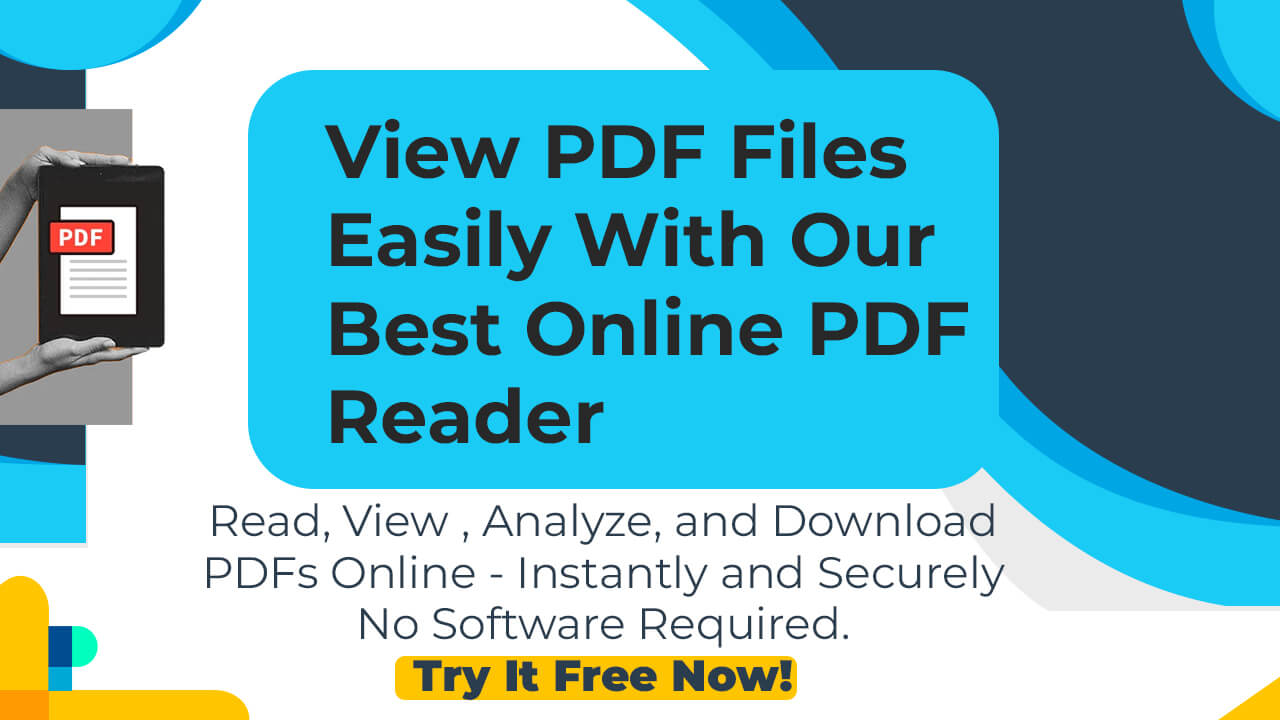 View PDF Files
Easily With Our
Best Online PDF
Reader
PDF
Read, View , Analyze, and Download
PDFs Online - Instantly and Securely
No Software Required.
Try It Free Now!